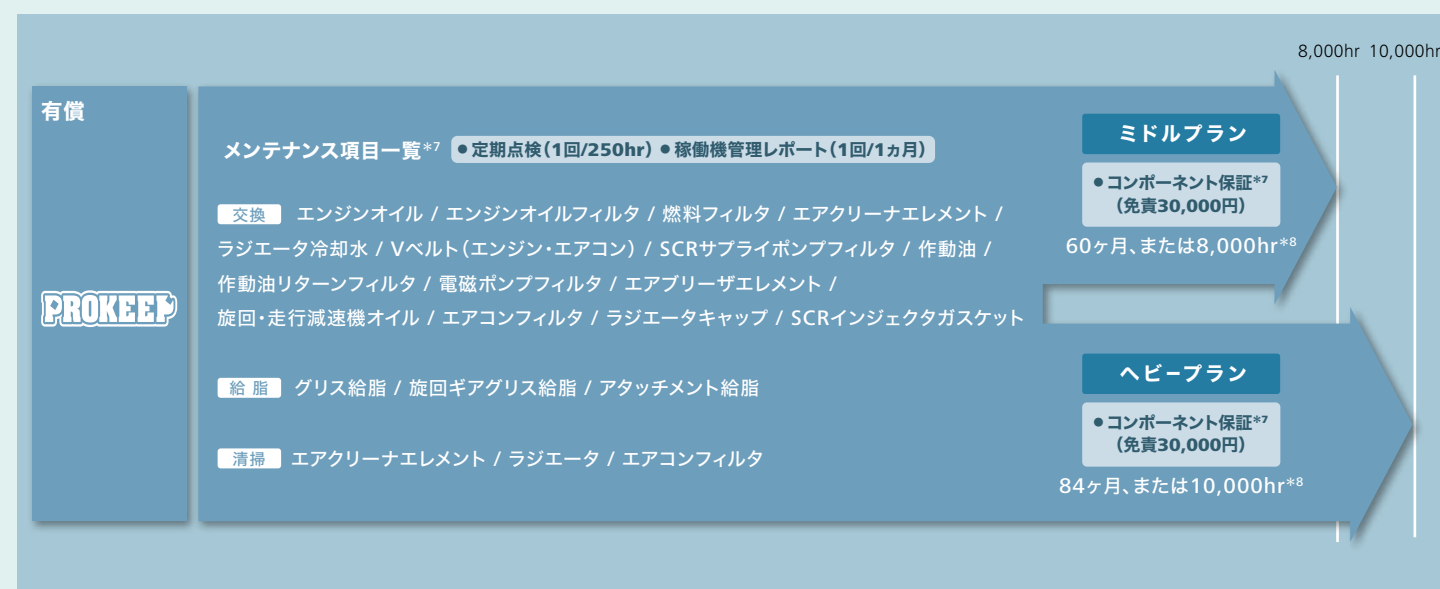 8,000hr 10,000hr
有償
PROKEEP
メンテナンス項目一覧*7 ●定期点検(1回/250hr) ●稼働機管理レポート(1回/1ヵ月)
交換 エンジンオイル / エンジンオイルフィルタ / 燃料フィルタ / エアクリーナエレメント /
ラジエータ冷却水 / Vベルト(エンジン・エアコン) / SCRサプライポンプフィルタ / 作動油 /
作動油リターンフィルタ / 電磁ポンプフィルタ / エアブリーザエレメント /
旋回・走行減速機オイル / エアコンフィルタ / ラジエータキャップ / SCRインジェクタガスケット
給脂 グリス給脂 / 旋回ギアグリス給脂 / アタッチメント給脂
清掃 エアクリーナエレメント / ラジエータ / エアコンフィルタ
ミドルプラン
●コンポーネント保証*7
(免責30,000円)
60ヶ月、または8,000hr*8
ヘビープラン
●コンポーネント保証*7
(免責30,000円)
84ヶ月、または10,000hr*8